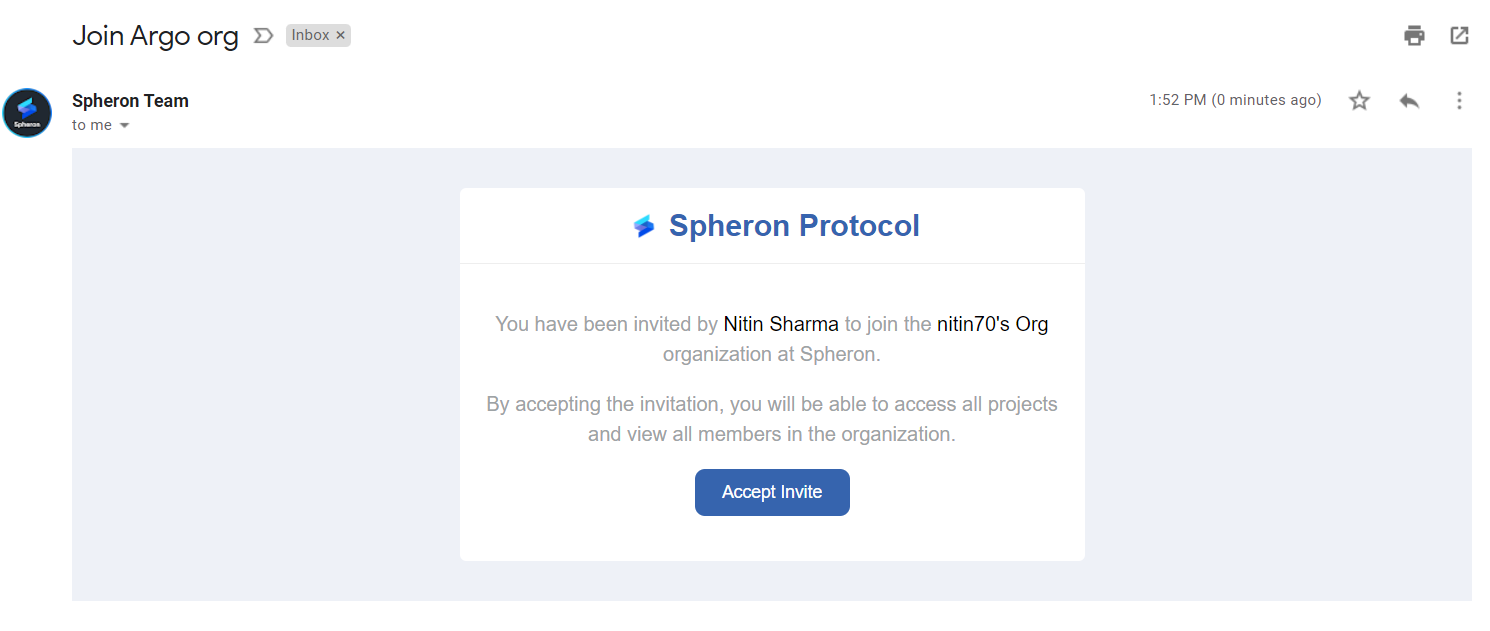 Join Argo org
Inbox ×
Spheron Team
1:52 PM (0 minutes ago)
to me
Spheron
Spheron Protocol
You have been invited by Nitin Sharma to join the nitin70's Org
organization at Spheron.
By accepting the invitation, you will be able to access all projects
and view all members in the organization.
Accept Invite